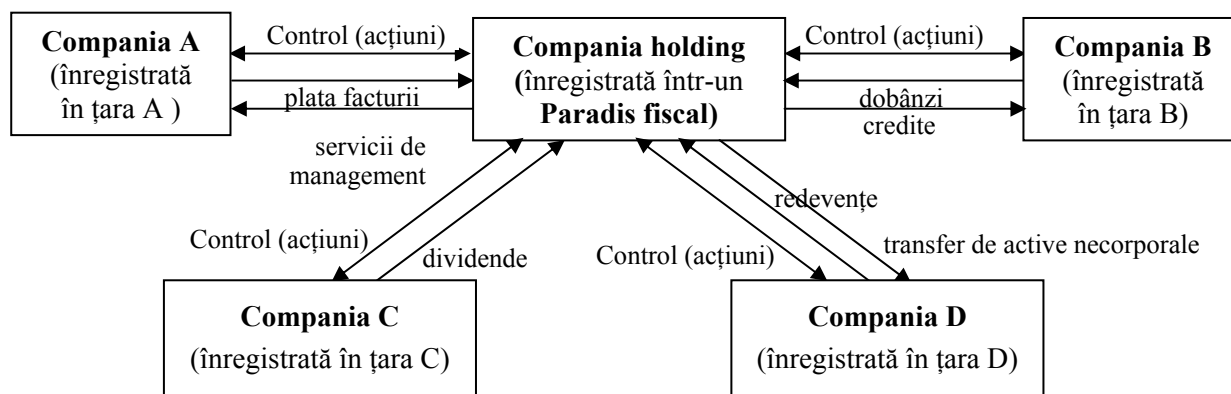 Compania A
(înregistrată
în țara A )
Control (acțiuni)
plata facturii
servicii de
management
Compania holding
(înregistrată într-un
Paradis fiscal)
Control (acțiuni)
dobânzi
credite
Compania B
(înregistrată
în țara B)
Control (acțiuni)
dividende
Control (acțiuni)
redevențe
transfer de active necorporale
Compania C
(înregistrată în țara C)
Compania D
(înregistrată în țara D)